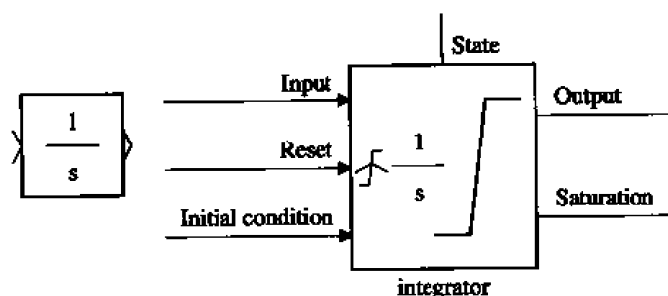 State
Input
Output
1
s
Reset
1
s
Initial condition
Saturation
integrator